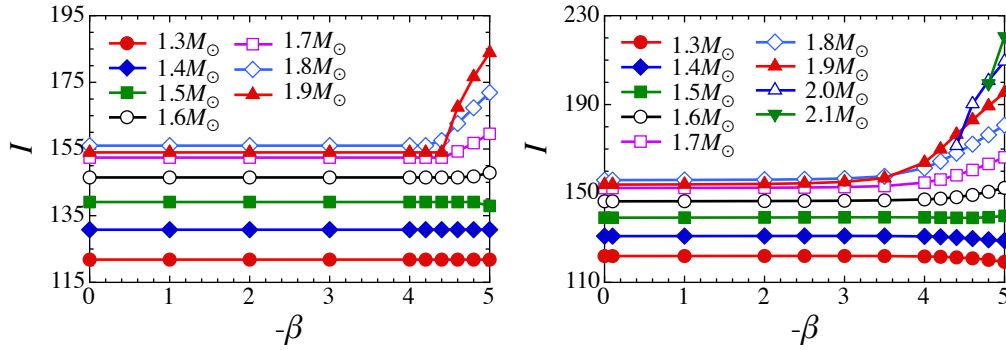 195
175
155
135
115
I
0 1 2 3 4 5
-β
1.3M⊙
1.4M⊙
1.5M⊙
1.6M⊙
1.7M⊙
1.8M⊙
1.9M⊙
230
190
150
110
I
0 1 2 3 4 5
-β
1.3M⊙
1.4M⊙
1.5M⊙
1.6M⊙
1.7M⊙
1.8M⊙
1.9M⊙
2.0M⊙
2.1M⊙